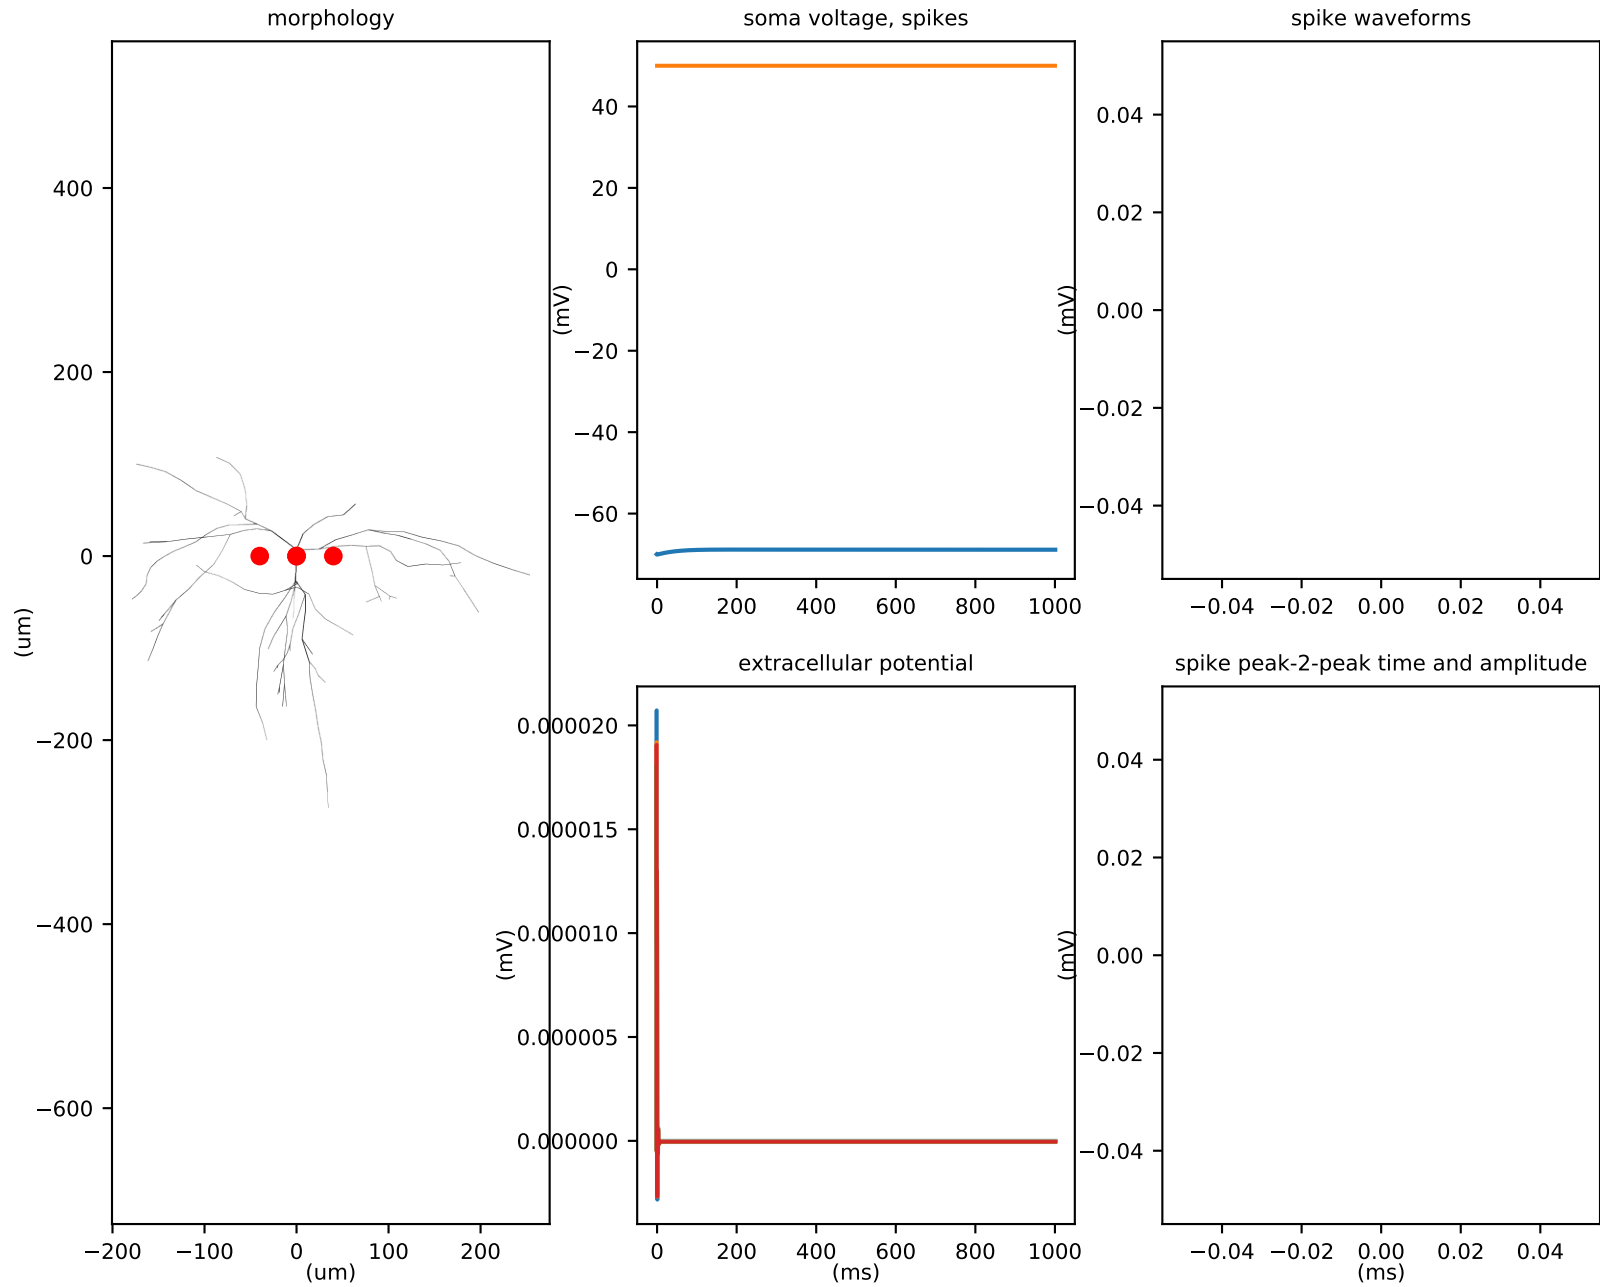 morphology
400
200
0
−200
−400
−600
(um)
−200 −100 0 100 200
(um)
soma voltage, spikes
40
20
0
−20
−40
−60
(mV)
0 200 400 600 800 1000
spike waveforms
0.04
0.02
0.00
−0.02
−0.04
(mV)
−0.04 −0.02 0.00 0.02 0.04
extracellular potential
0.000020
0.000015
0.000010
0.000005
0.000000
(mV)
0 200 400 600 800 1000
(ms)
spike peak-2-peak time and amplitude
0.04
0.02
0.00
−0.02
−0.04
(mV)
−0.04 −0.02 0.00 0.02 0.04
(ms)